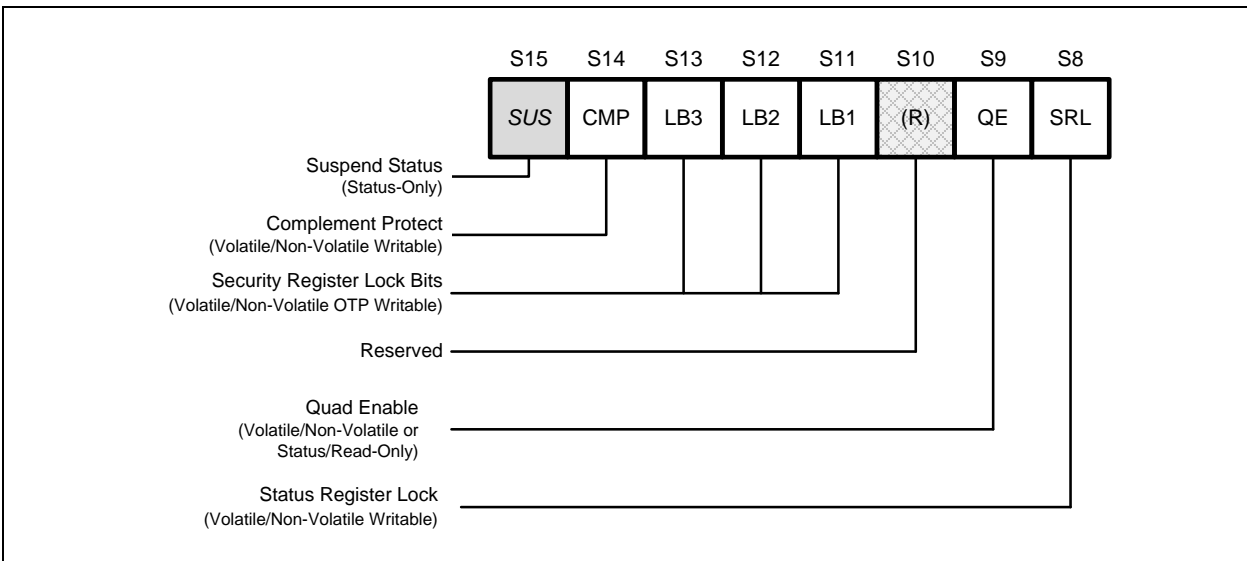 S15 S14 S13 S12 S11 S10 S9 S8
SUS CMP LB3 LB2 LB1 (R) QE SRL
Suspend Status
(Status-Only)
Complement Protect
(Volatile/Non-Volatile Writable)
Security Register Lock Bits
(Volatile/Non-Volatile OTP Writable)
Reserved
Quad Enable
(Volatile/Non-Volatile or
Status/Read-Only)
Status Register Lock
(Volatile/Non-Volatile Writable)